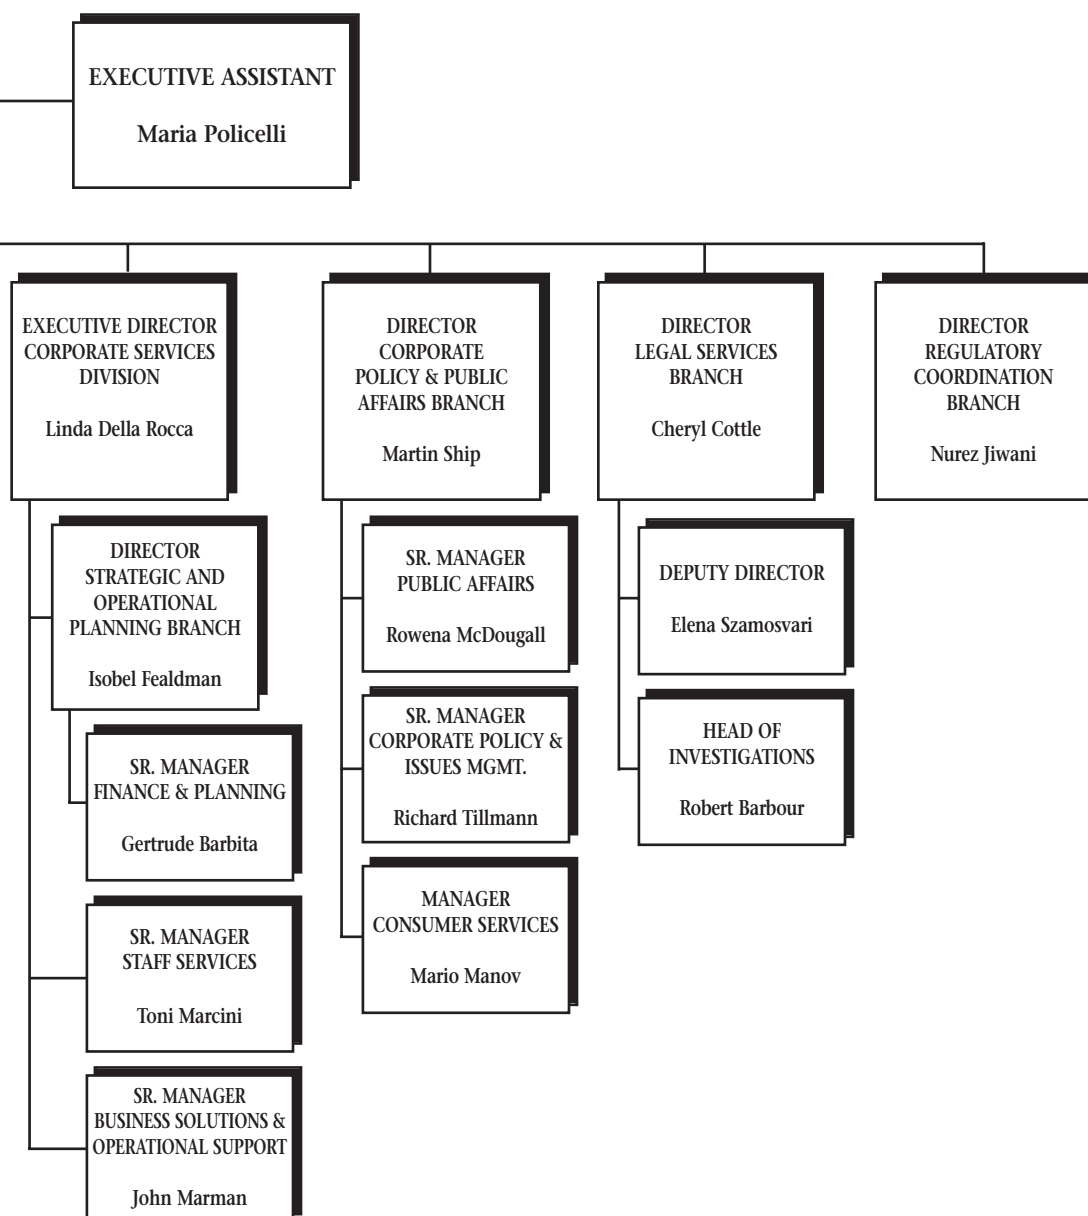 EXECUTIVE ASSISTANT
Maria Policelli
EXECUTIVE DIRECTOR
CORPORATE SERVICES
DIVISION
Linda Della Rocca
DIRECTOR
STRATEGIC AND
OPERATIONAL
PLANNING BRANCH
Isobel Fealdman
SR. MANAGER
FINANCE & PLANNING
Gertrude Barbita
SR. MANAGER
STAFF SERVICES
Toni Marcini
SR. MANAGER
BUSINESS SOLUTIONS &
OPERATIONAL SUPPORT
John Marman
DIRECTOR
CORPORATE
POLICY & PUBLIC
AFFAIRS BRANCH
Martin Ship
SR. MANAGER
PUBLIC AFFAIRS
Rowena McDougall
SR. MANAGER
CORPORATE POLICY &
ISSUES MGMT.
Richard Tillmann
MANAGER
CONSUMER SERVICES
Mario Manov
DIRECTOR
LEGAL SERVICES
BRANCH
Cheryl Cottle
DEPUTY DIRECTOR
Elena Szamosvari
HEAD OF
INVESTIGATIONS
Robert Barbour
DIRECTOR
REGULATORY
COORDINATION
BRANCH
Nurez Jiwani